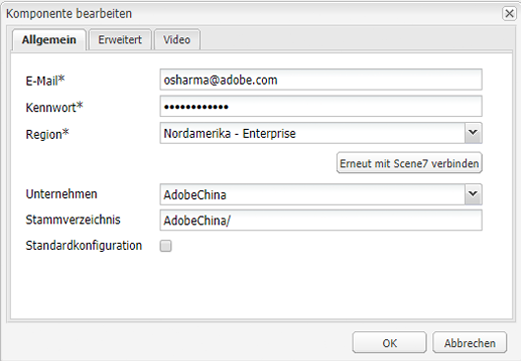 Komponente bearbeiten
Allgemein Erweitert Video
E-Mail* osharma@adobe.com
Kennwort* ••••••••••••
Region* Nordamerika - Enterprise
Erneut mit Scene7 verbinden
Unternehmen AdobeChina
Stammverzeichnis AdobeChina/
Standardkonfiguration
OK Abbrechen